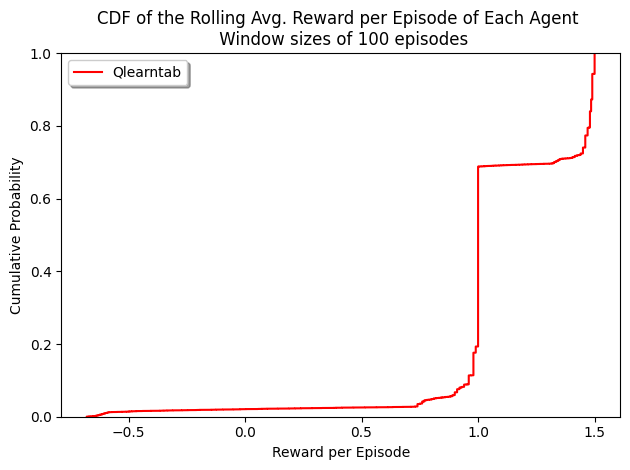 CDF of the Rolling Avg. Reward per Episode of Each Agent
Window sizes of 100 episodes
Qlearntab
Cumulative Probability
1.0
0.8
0.6
0.4
0.2
0.0
−0.5
0.0
0.5
1.0
1.5
Reward per Episode